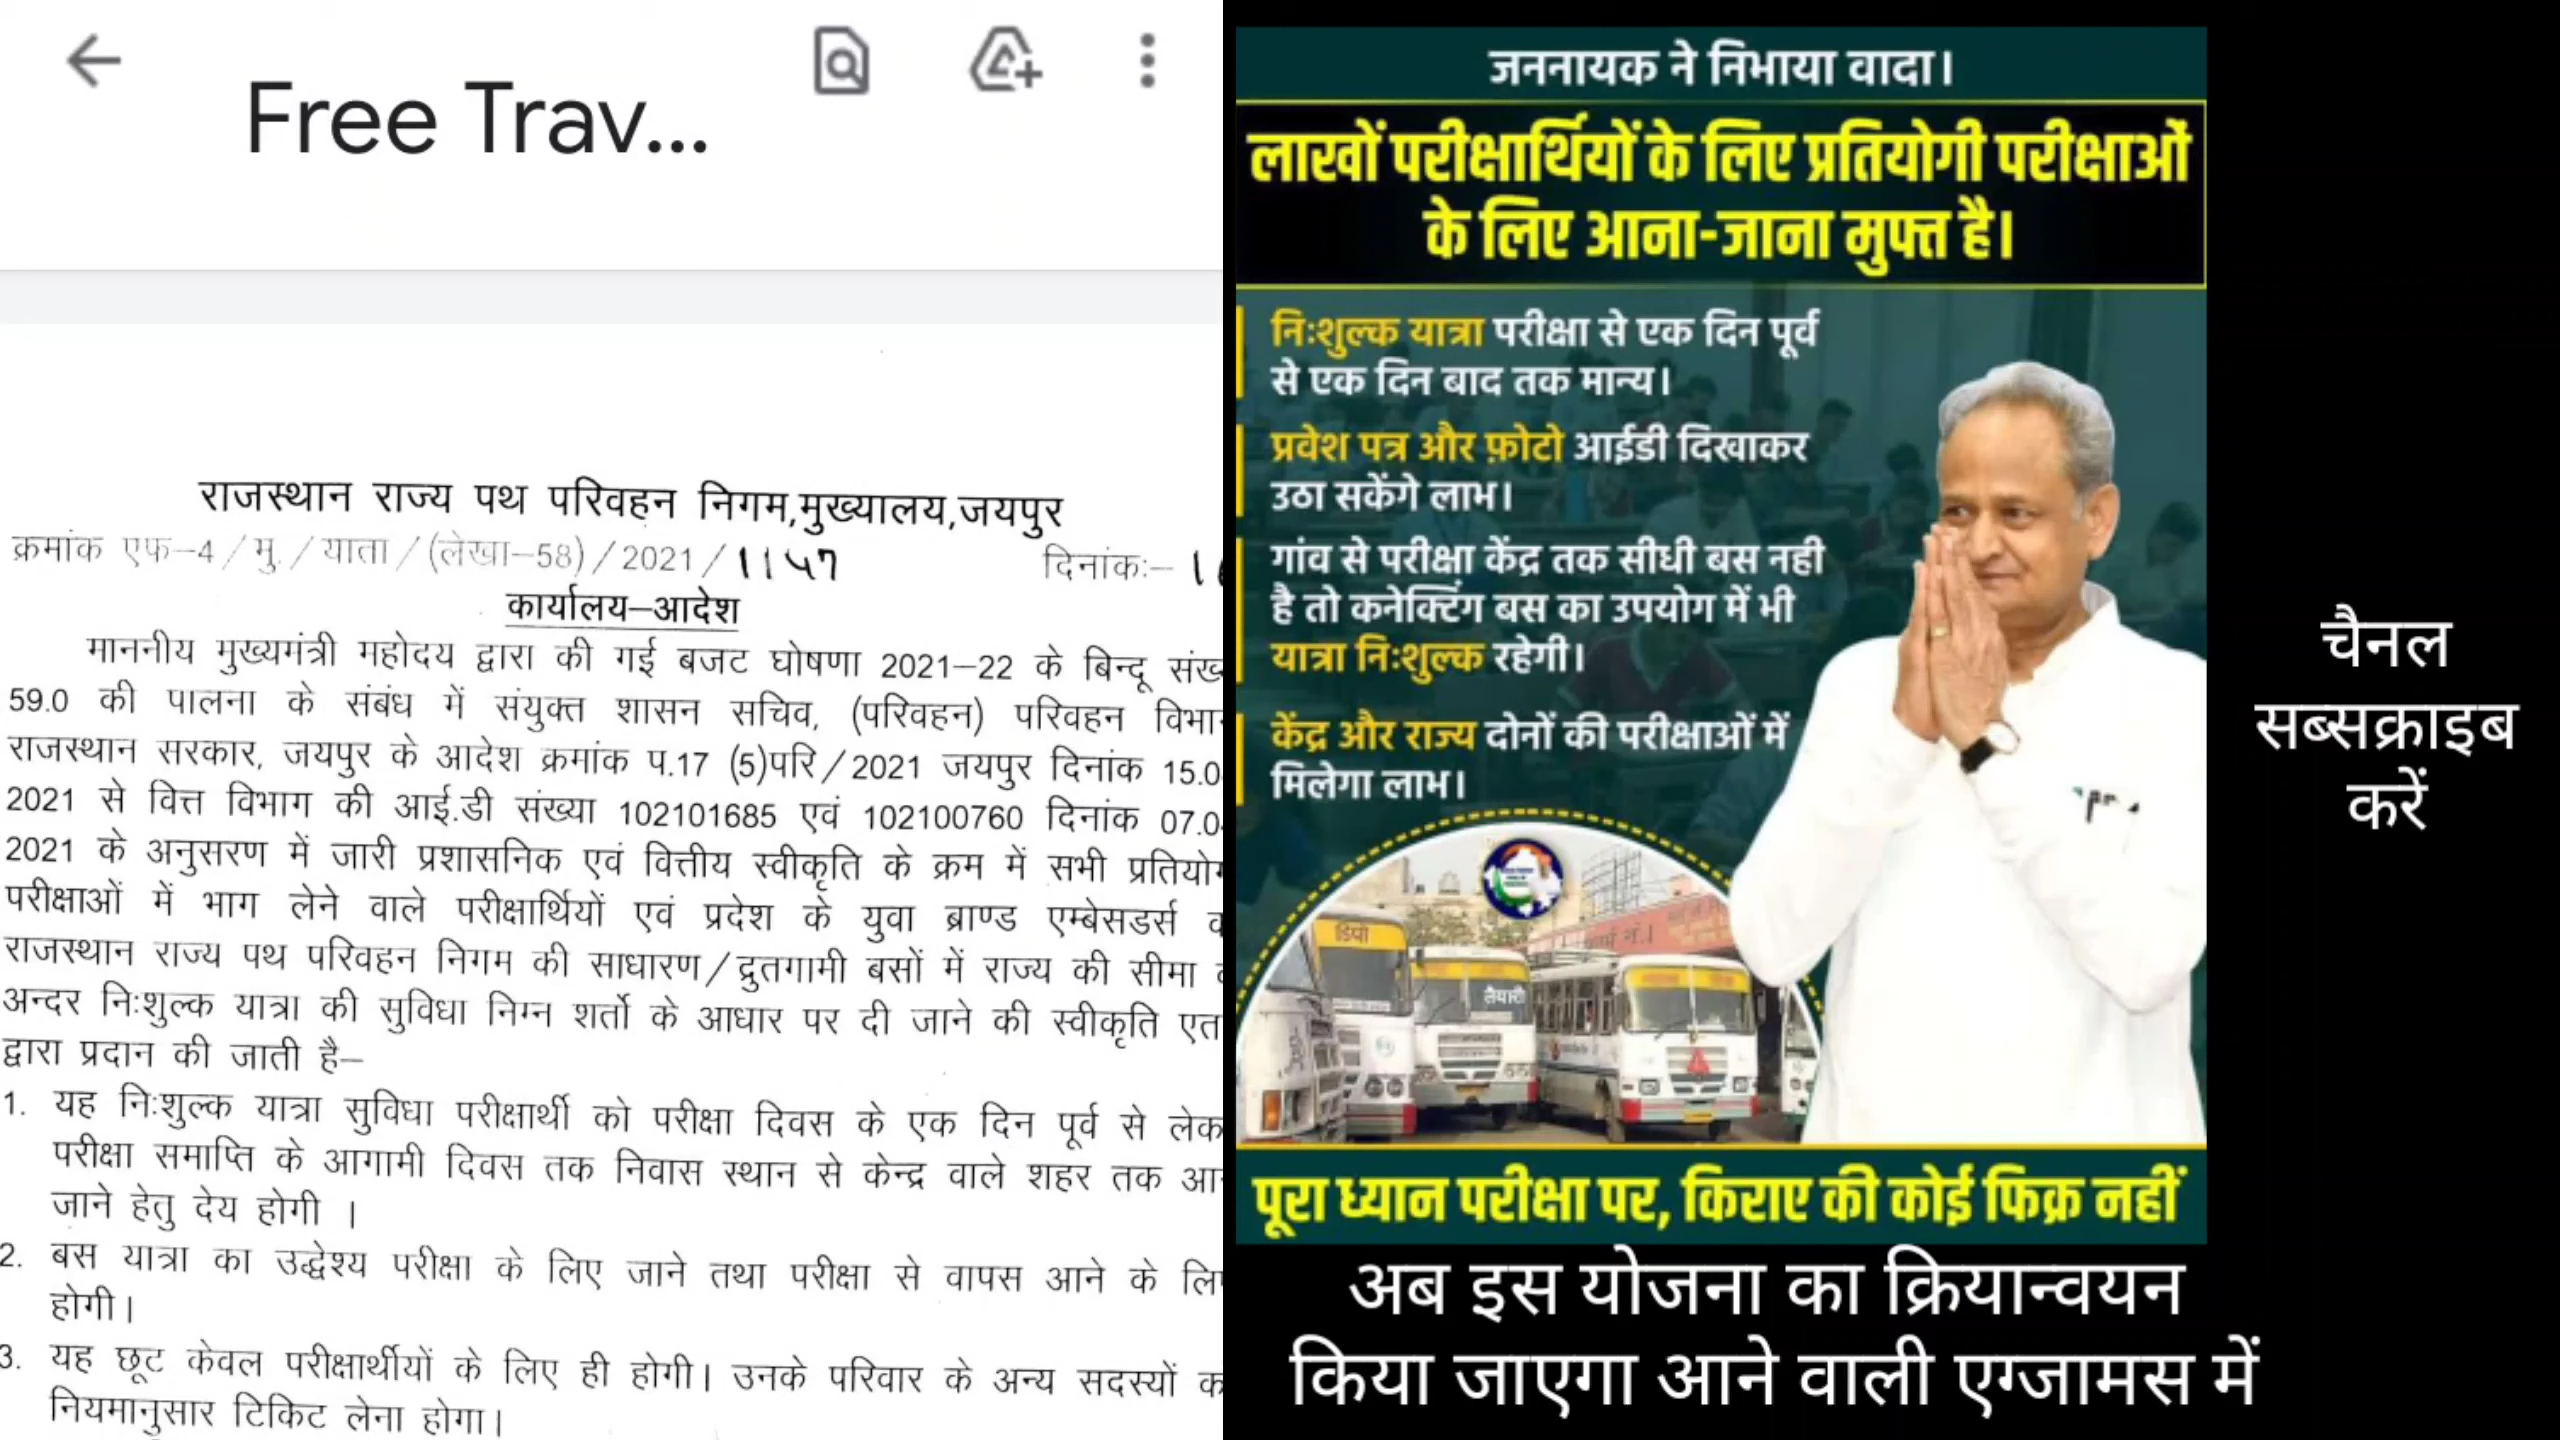 Free Trav...
राजस्थान राज्य पथ परिवहन निगम,मुख्यालय,जयपुर
क्रमांक एफ–4/मु./याता/(लेखा–58)/2021/1147
दिनांकः–
कार्यालय–आदेश
माननीय मुख्यमंत्री महोदय द्वारा की गई बजट घोषणा 2021–22 के बिन्दू
59.0 की पालना के संबंध में संयुक्त शासन सचिव, (परिवहन) परिवहन
राजस्थान सरकार, जयपुर के आदेश क्रमांक प.17 (5)परि/2021 जयपुर दिनांक 15.0
2021 से वित्त विभाग की आई.डी संख्या 102101685 एवं 102100760 दिनांक 07.0
2021 के अनुसरण में जारी प्रशासनिक एवं वित्तीय स्वीकृति के क्रम में सभी
परीक्षाओं में भाग लेने वाले परीक्षार्थियों एवं प्रदेश के युवा ब्राण्ड एम्बेसडर्स
राजस्थान राज्य पथ परिवहन निगम की साधारण/द्रुतगामी बसों में राज्य की सीमा
अन्दर निःशुल्क यात्रा की सुविधा निम्न शर्तो के आधार पर दी जाने की स्वीकृति
द्वारा प्रदान की जाती है–
1. यह निःशुल्क यात्रा सुविधा परीक्षार्थी को परीक्षा दिवस के एक दिन पूर्व से
परीक्षा समाप्ति के आगामी दिवस तक निवास स्थान से केन्द्र वाले शहर तक
जाने हेतु देय होगी ।
2. बस यात्रा का उद्धेश्य परीक्षा के लिए जाने तथा परीक्षा से वापस आने के
होगी।
3. यह छूट केवल परीक्षार्थीयों के लिए ही होगी। उनके परिवार के अन्य सदस्यों
नियमानुसार टिकिट लेना होगा।
जननायक ने निभाया वादा।
लाखों परीक्षार्थियों के लिए प्रतियोगी परीक्षाओं
के लिए आना-जाना मुफ्त है।
निःशुल्क यात्रा परीक्षा से एक दिन पूर्व
से एक दिन बाद तक मान्य।
प्रवेश पत्र और फ़ोटो आईडी दिखाकर
उठा सकेंगे लाभ।
गांव से परीक्षा केंद्र तक सीधी बस नही
है तो कनेक्टिंग बस का उपयोग में भी
यात्रा निःशुल्क रहेगी।
केंद्र और राज्य दोनों की परीक्षाओं में
मिलेगा लाभ।
पूरा ध्यान परीक्षा पर, किराए की कोई फिक्र नहीं
अब इस योजना का क्रियान्वयन
किया जाएगा आने वाली एग्जामस में
चैनल
सब्सक्राइब
करें